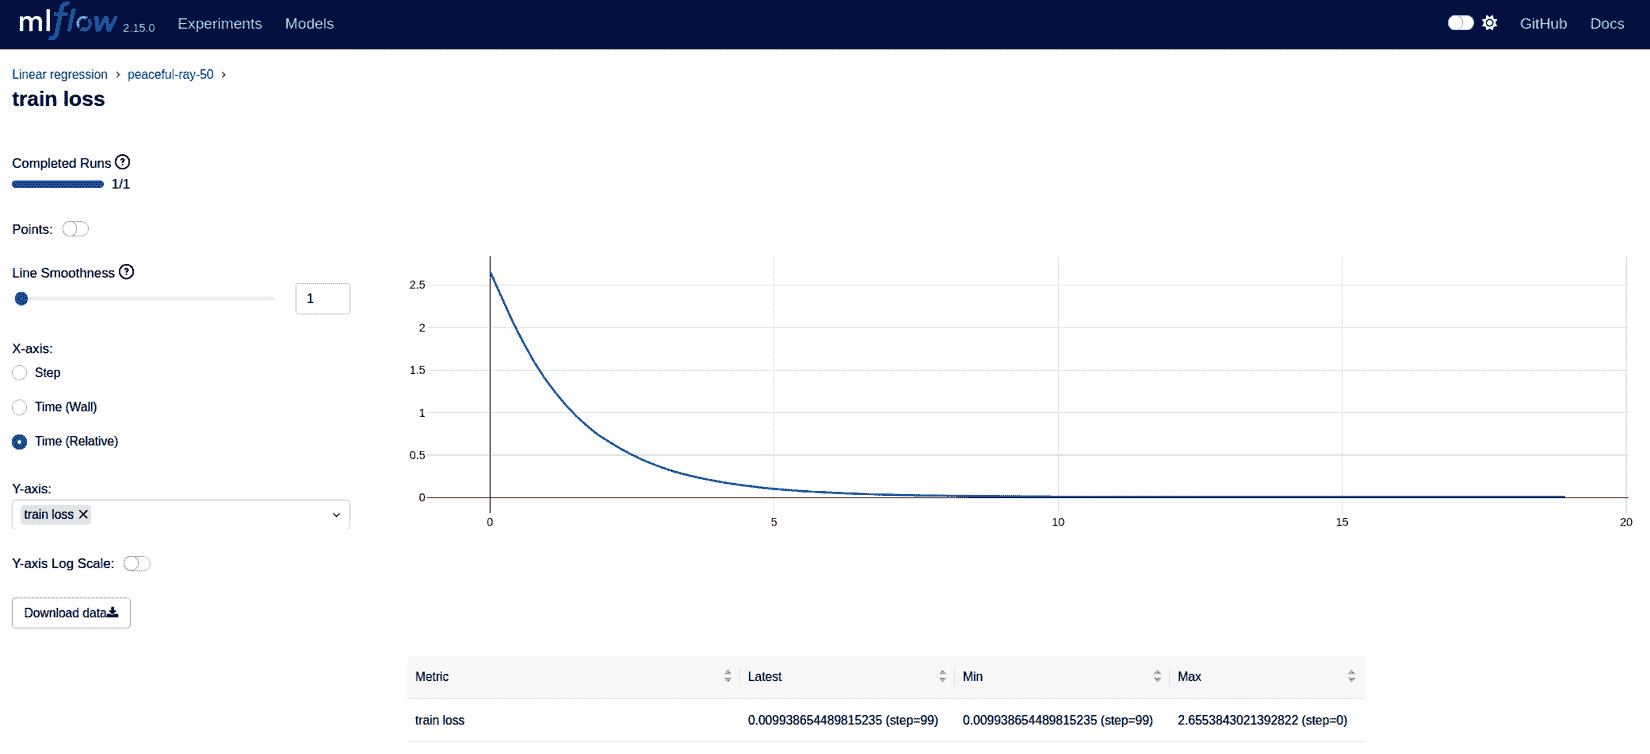 mlflow 2.15.0 Experiments Models GitHub Docs
Linear regression › peaceful-ray-50 ›
train loss
Completed Runs ?
1/1
Points:
Line Smoothness ?
1
X-axis:
Step
Time (Wall)
Time (Relative)
Y-axis:
train loss ✕
Y-axis Log Scale:
Download data
2.5
2
1.5
1
0.5
0
0 5 10 15 20
Metric Latest Min Max
train loss 0.009938654489815235 (step=99) 0.009938654489815235 (step=99) 2.6553843021392822 (step=0)